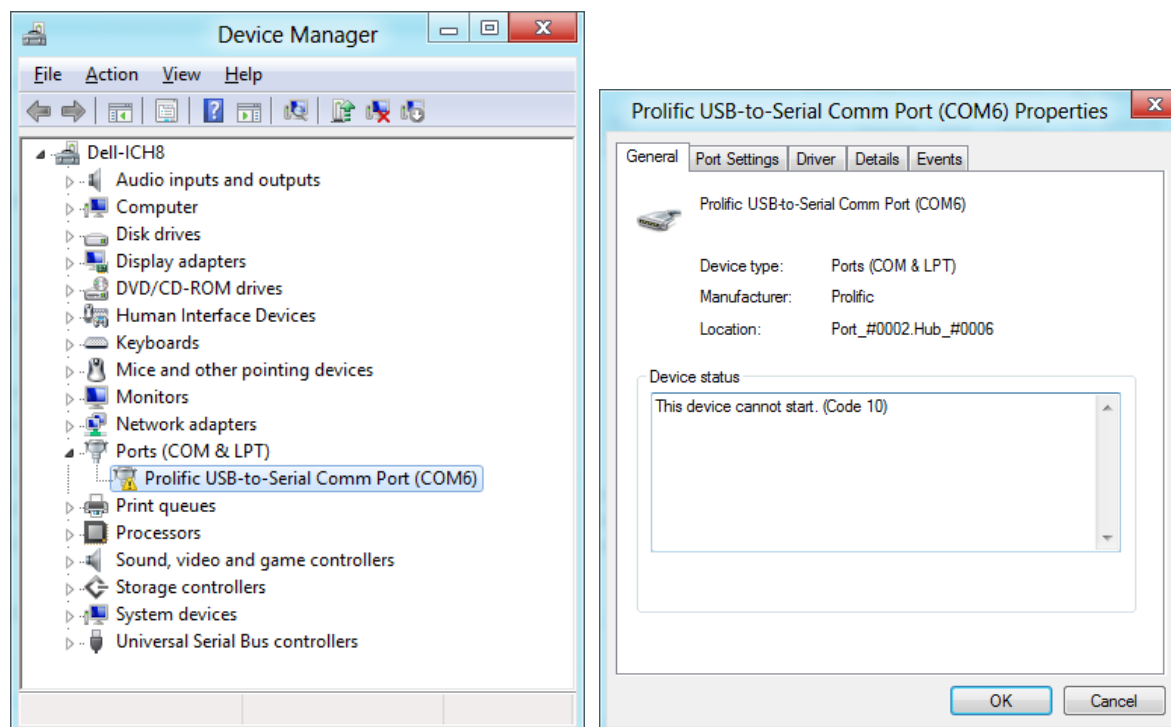 Device Manager
File Action View Help
Dell-ICH8
Audio inputs and outputs
Computer
Disk drives
Display adapters
DVD/CD-ROM drives
Human Interface Devices
Keyboards
Mice and other pointing devices
Monitors
Network adapters
Ports (COM & LPT)
Prolific USB-to-Serial Comm Port (COM6)
Print queues
Processors
Sound, video and game controllers
Storage controllers
System devices
Universal Serial Bus controllers
Prolific USB-to-Serial Comm Port (COM6) Properties
General Port Settings Driver Details Events
Prolific USB-to-Serial Comm Port (COM6)
Device type: Ports (COM & LPT)
Manufacturer: Prolific
Location: Port_#0002.Hub_#0006
Device status
This device cannot start. (Code 10)
OK Cancel